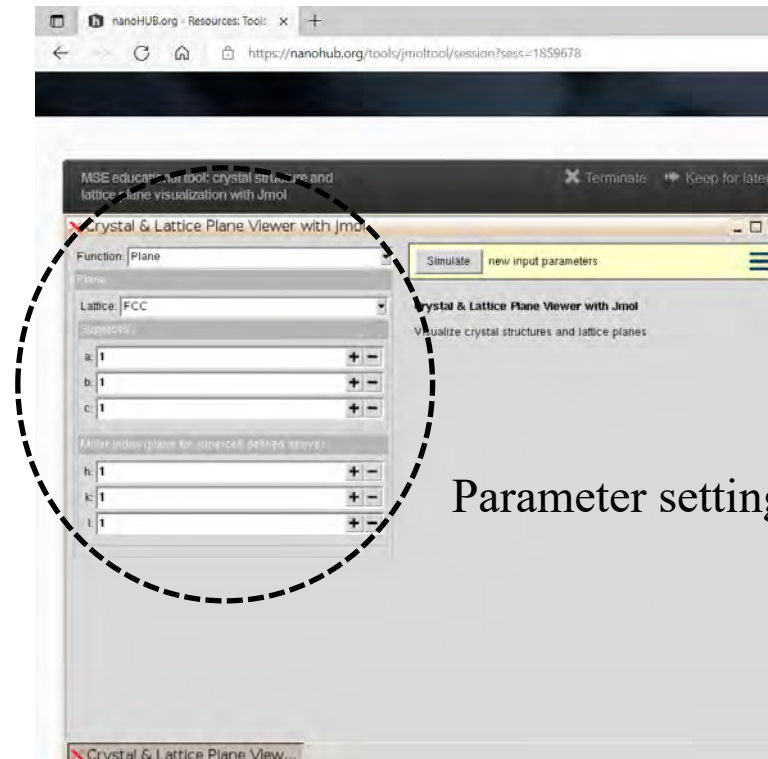 nanoHUB.org - Resources: Tools
https://nanohub.org/tools/jmoltool/session?sess=1859678
MSE educational tool: crystal structure and
lattice plane visualization with Jmol
Terminate
Keep for later
Crystal & Lattice Plane Viewer with Jmol
Function: Plane
Simulate new input parameters
Plane
Lattice: FCC
Crystal & Lattice Plane Viewer with Jmol
Supercell
Visualize crystal structures and lattice planes
a: 1
b: 1
c: 1
Miller index (plane for supercell defined above)
h: 1
k: 1
l: 1
Parameter setting
Crystal & Lattice Plane View...